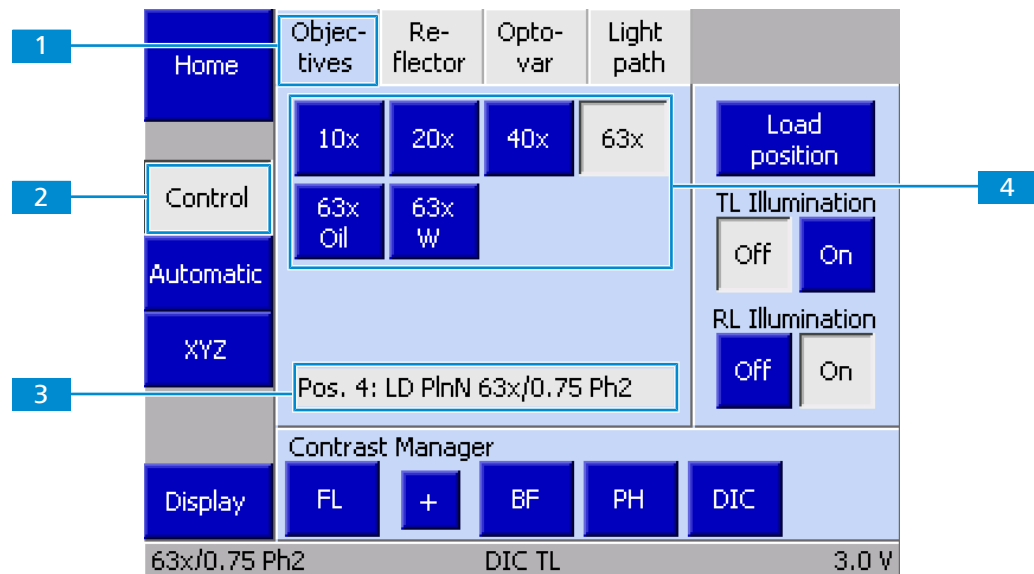 1
Home
Objec-
tives
Re-
flector
Opto-
var
Light
path
10x
20x
40x
63x
Load
position
2
Control
63x
Oil
63x
W
4
TL Illumination
Off
On
Automatic
RL Illumination
XYZ
Off
On
3
Pos. 4: LD PlnN 63x/0.75 Ph2
Contrast Manager
Display
FL
+
BF
PH
DIC
63x/0.75 Ph2
DIC TL
3.0 V